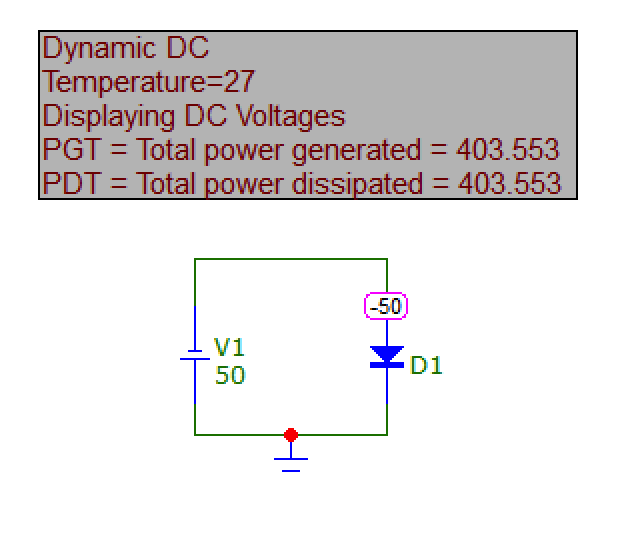 Dynamic DC
Temperature=27
Displaying DC Voltages
PGT = Total power generated = 403.553
PDT = Total power dissipated = 403.553
-50
V1
50
D1